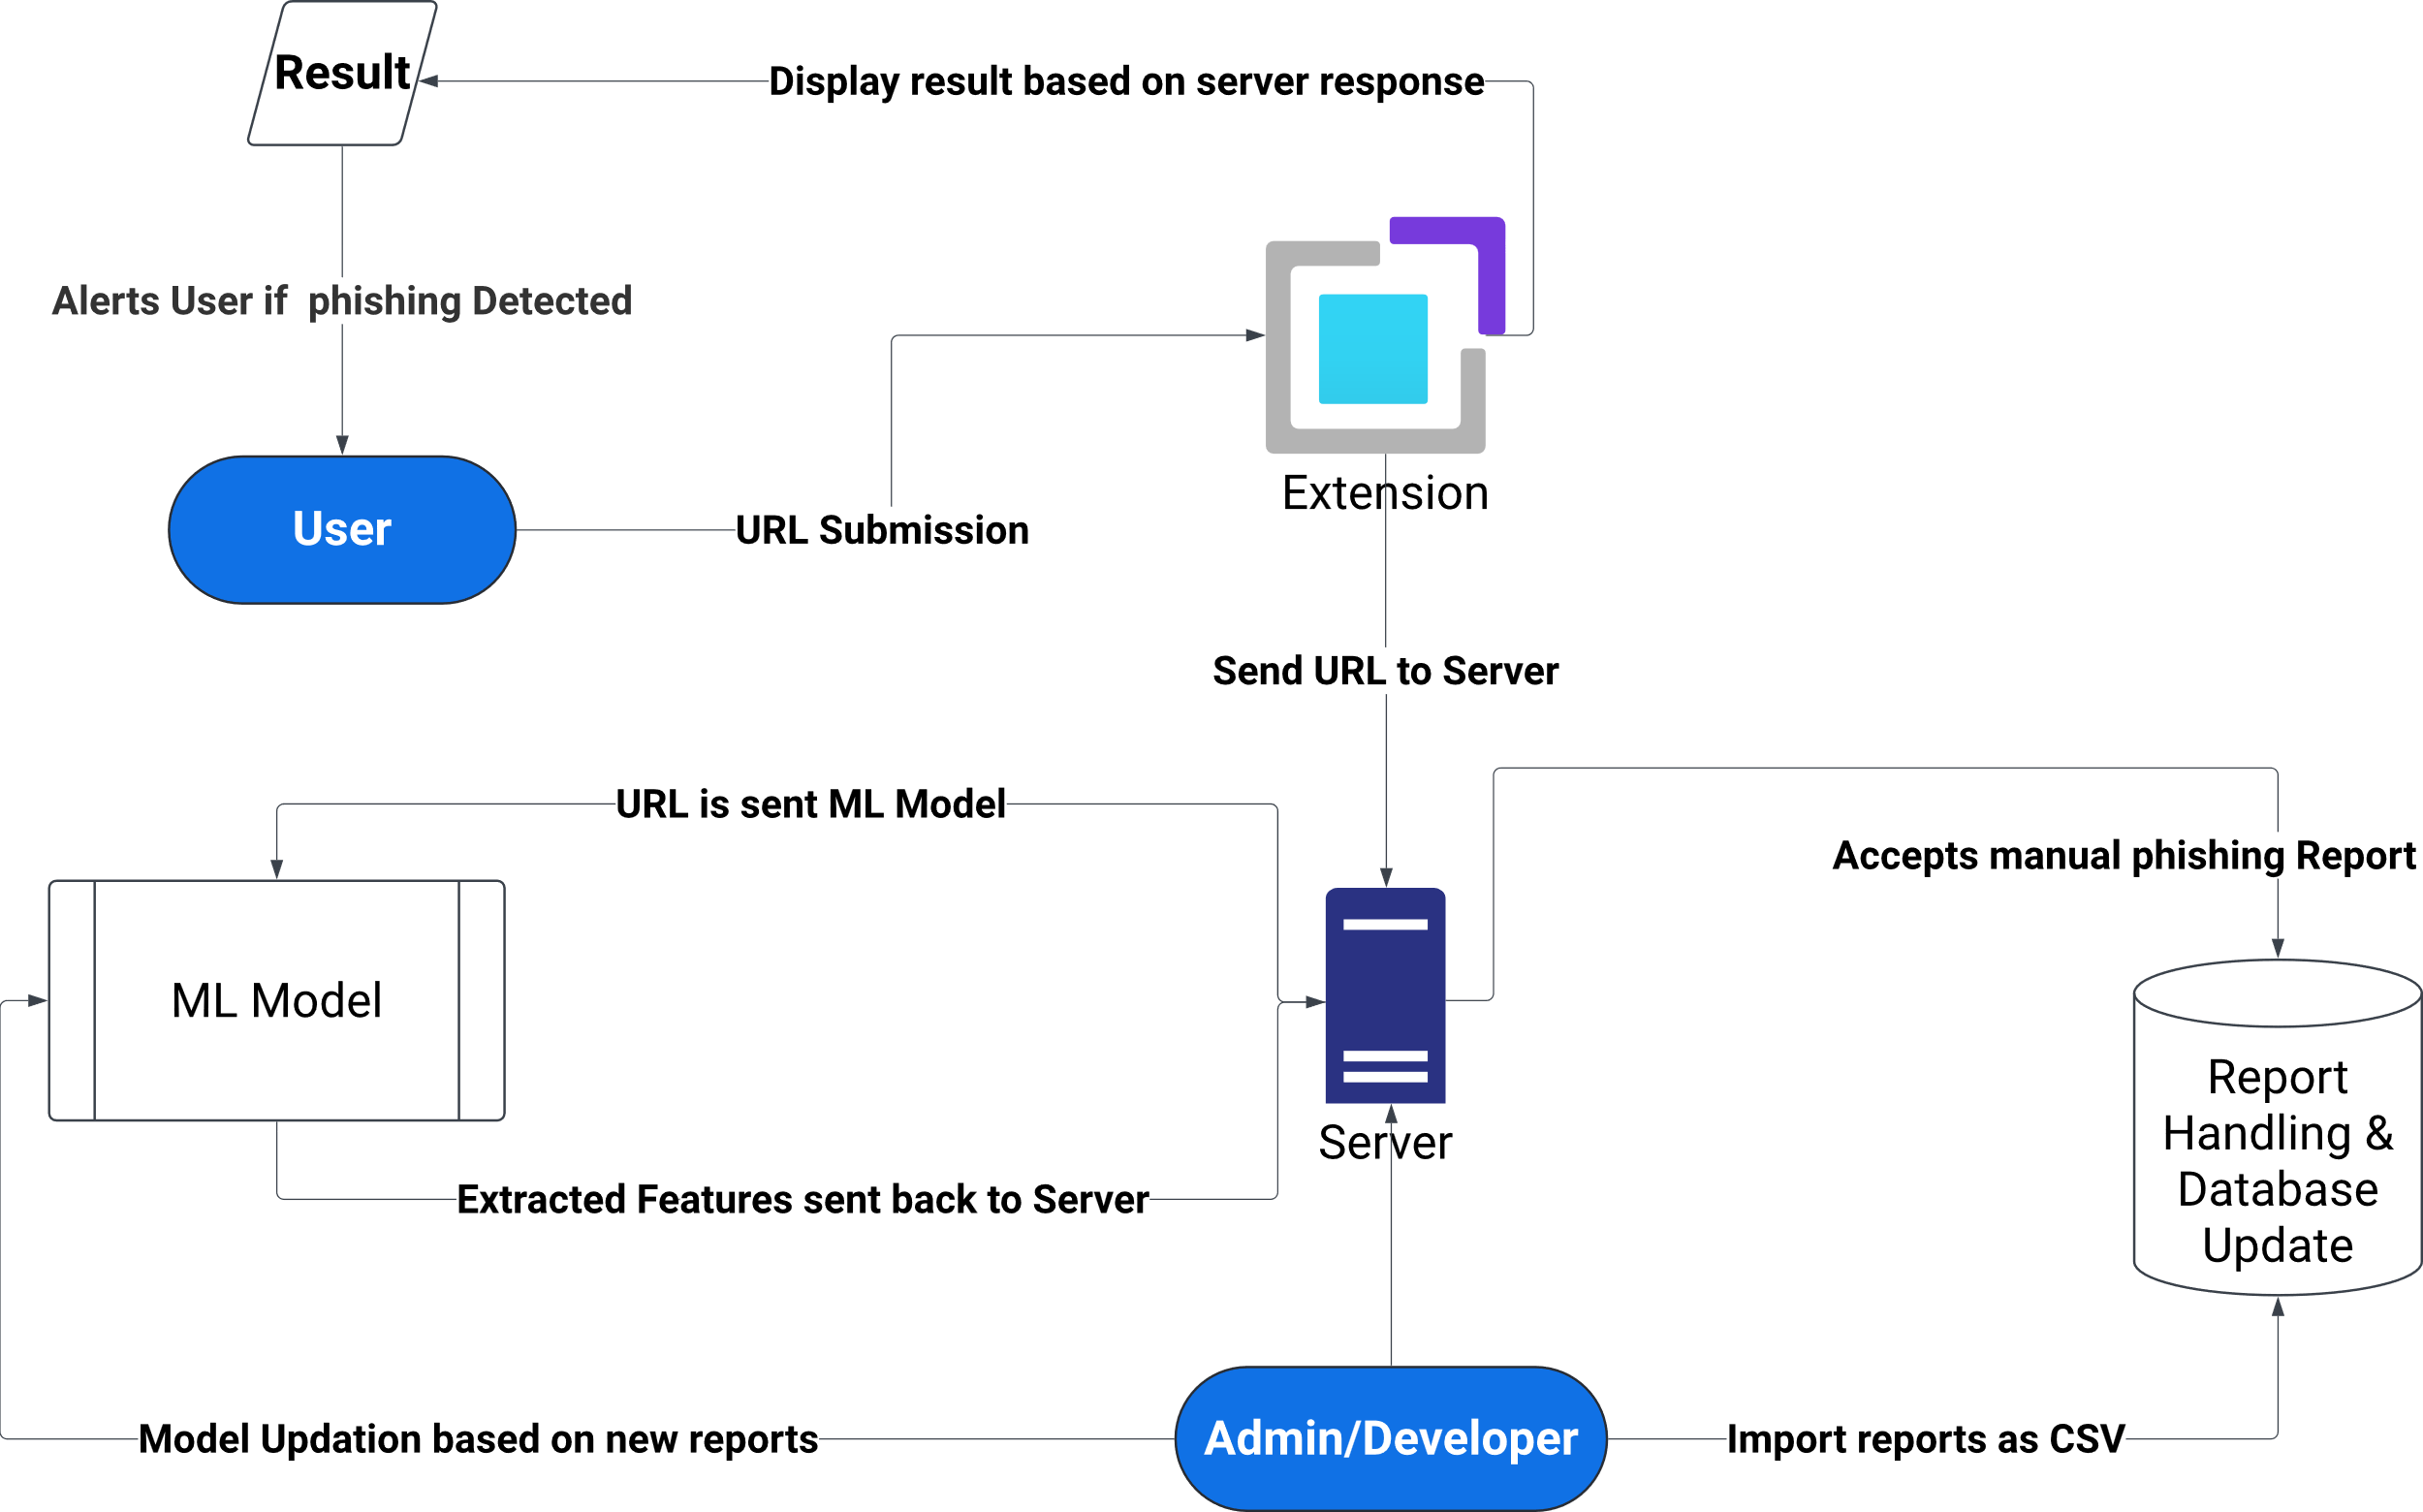 Result
Display result based on server response
Alerts User if  phishing Detected
Extension
User
URL Submission
Send URL to Server
URL is sent ML Model
Accepts manual phishing Report
ML Model
Report
Handling &
Database
Update
Server
Extracted Features sent back to Server
Model Updation based on new reports
Admin/Developer
Import reports as CSV